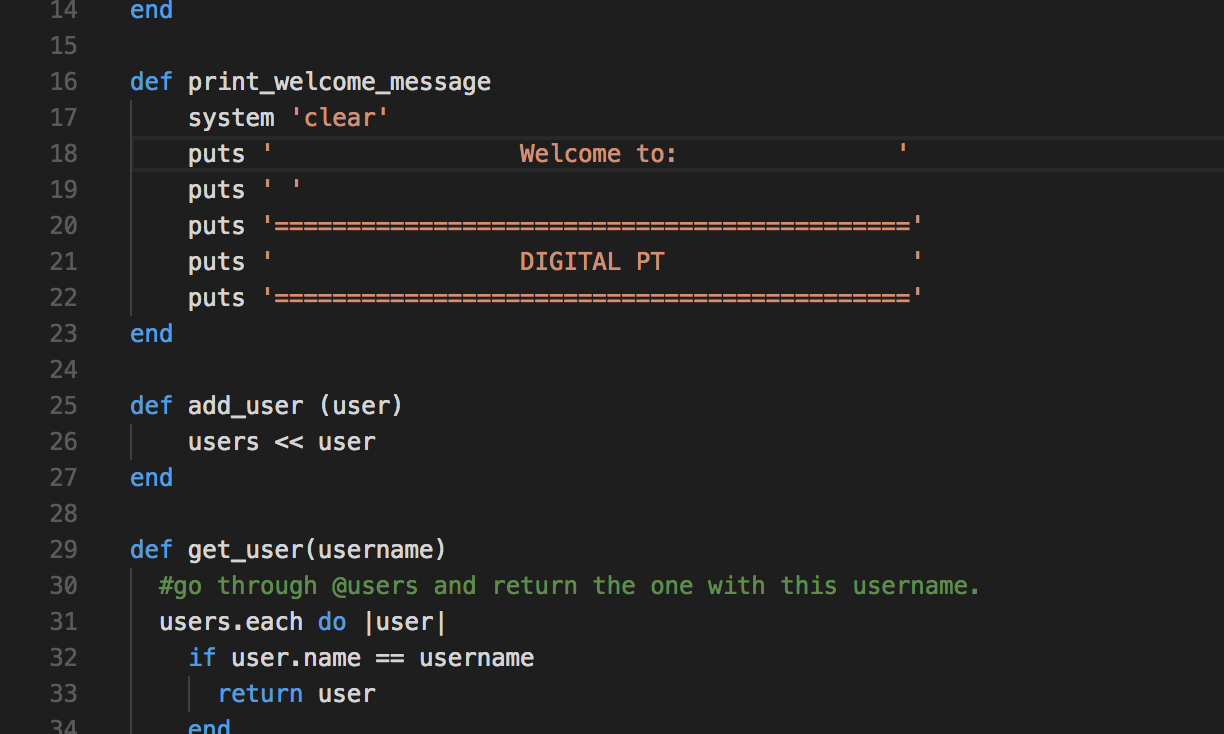 14 end
15
16 def print_welcome_message
17     system 'clear'
18     puts '                 Welcome to:               '
19     puts ' '
20     puts '============================================'
21     puts '                 DIGITAL PT                 '
22     puts '============================================'
23 end
24
25 def add_user (user)
26     users << user
27 end
28
29 def get_user(username)
30   #go through @users and return the one with this username.
31   users.each do |user|
32     if user.name == username
33       return user
34     end